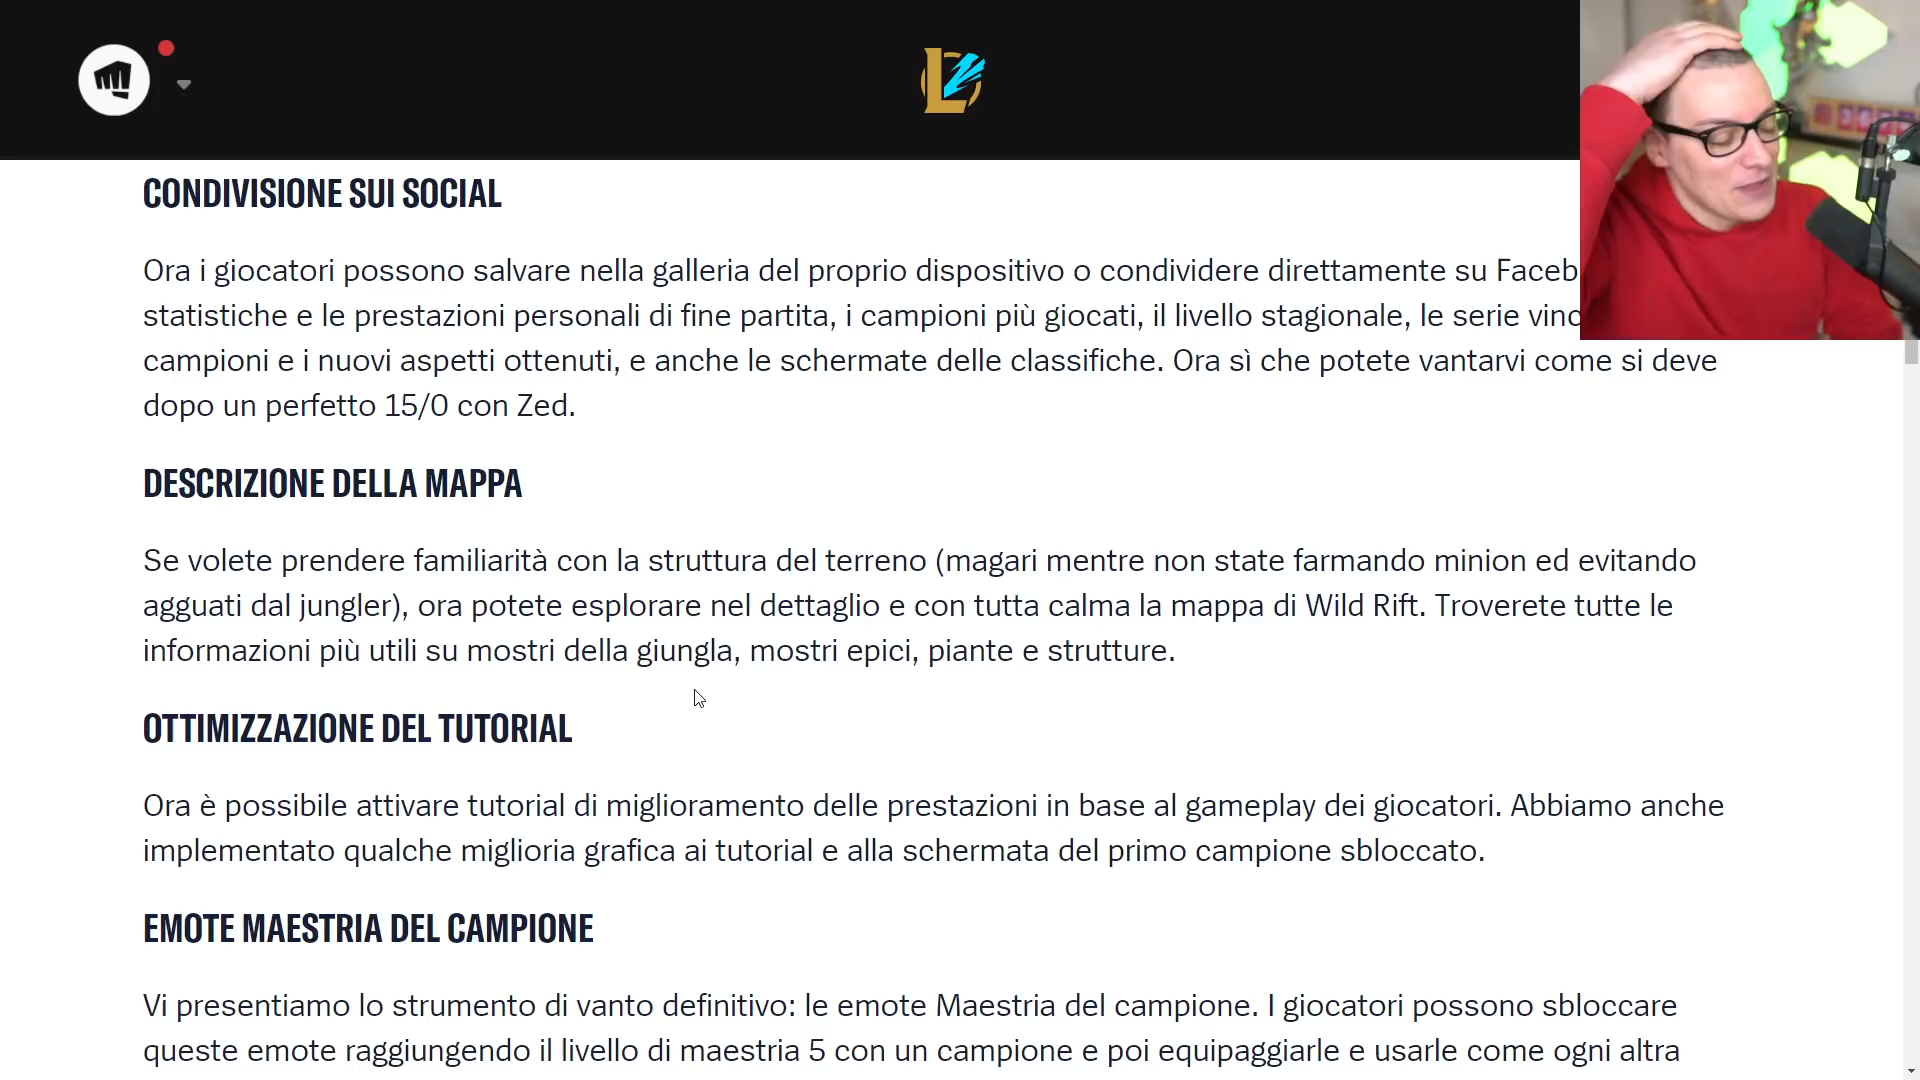 CONDIVISIONE SUI SOCIAL
Ora i giocatori possono salvare nella galleria del proprio dispositivo o condividere direttamente su Faceb
statistiche e le prestazioni personali di fine partita, i campioni più giocati, il livello stagionale, le serie vinc
campioni e i nuovi aspetti ottenuti, e anche le schermate delle classifiche. Ora sì che potete vantarvi come si deve
dopo un perfetto 15/0 con Zed.
DESCRIZIONE DELLA MAPPA
Se volete prendere familiarità con la struttura del terreno (magari mentre non state farmando minion ed evitando
agguati dal jungler), ora potete esplorare nel dettaglio e con tutta calma la mappa di Wild Rift. Troverete tutte le
informazioni più utili su mostri della giungla, mostri epici, piante e strutture.
OTTIMIZZAZIONE DEL TUTORIAL
Ora è possibile attivare tutorial di miglioramento delle prestazioni in base al gameplay dei giocatori. Abbiamo anche
implementato qualche miglioria grafica ai tutorial e alla schermata del primo campione sbloccato.
EMOTE MAESTRIA DEL CAMPIONE
Vi presentiamo lo strumento di vanto definitivo: le emote Maestria del campione. I giocatori possono sbloccare
queste emote raggiungendo il livello di maestria 5 con un campione e poi equipaggiarle e usarle come ogni altra